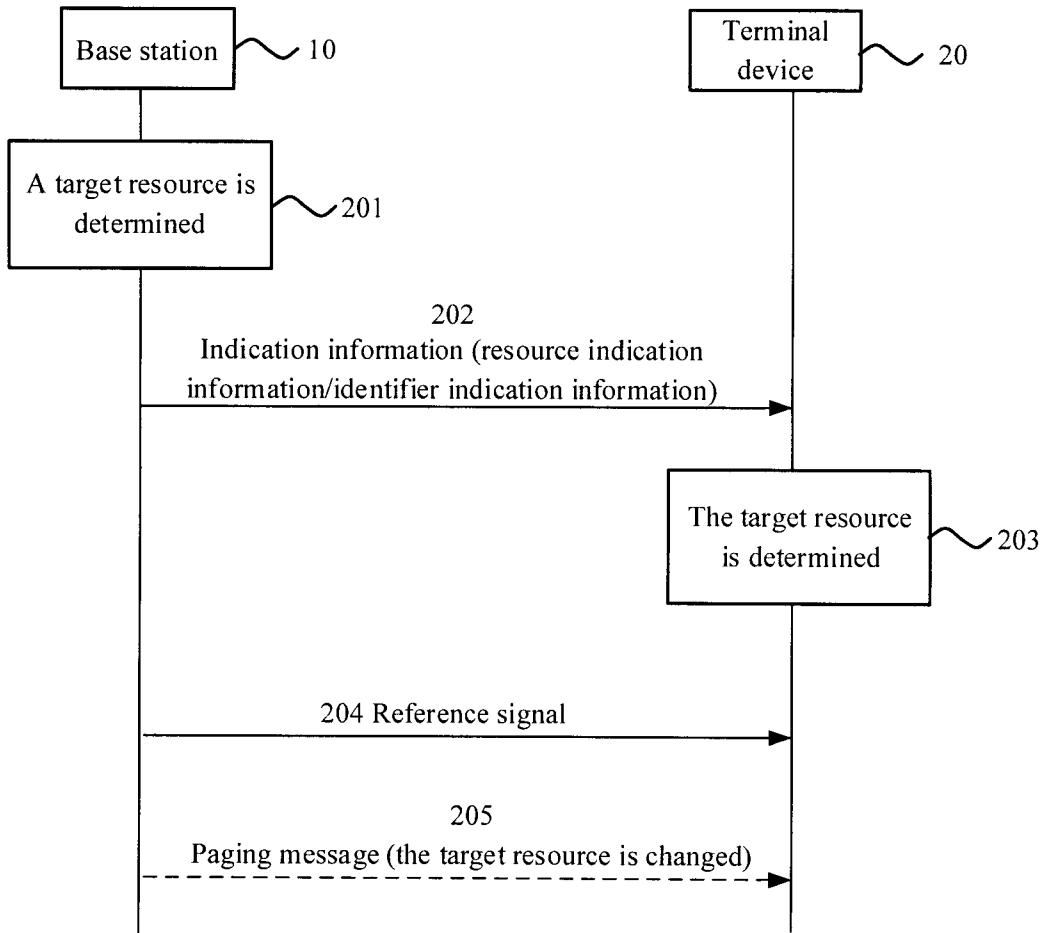 Base station
10
Terminal
device
20
A target resource is
determined
201
202
Indication information (resource indication
information/identifier indication information)
The target resource
is determined
203
204 Reference signal
205
Paging message (the target resource is changed)